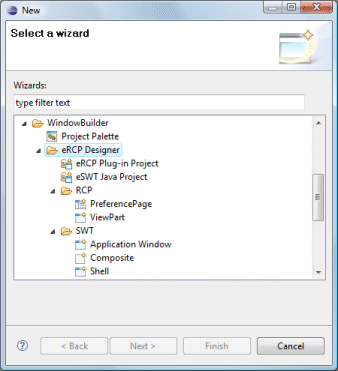 New
Select a wizard
Wizards:
type filter text
WindowBuilder
Project Palette
eRCP Designer
eRCP Plug-in Project
eSWT Java Project
RCP
PreferencePage
ViewPart
SWT
Application Window
Composite
Shell
? < Back Next > Finish Cancel